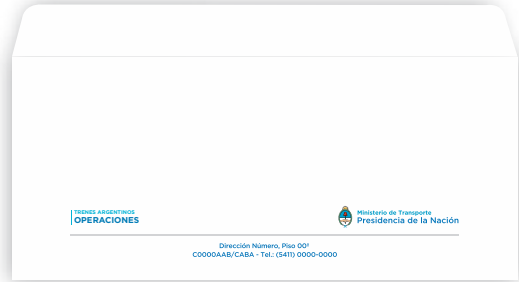 TRENES ARGENTINOS
OPERACIONES
Ministerio de Transporte
Presidencia de la Nación
Dirección Número, Piso 00º
C0000AAB/CABA - Tel.: (5411) 0000-0000